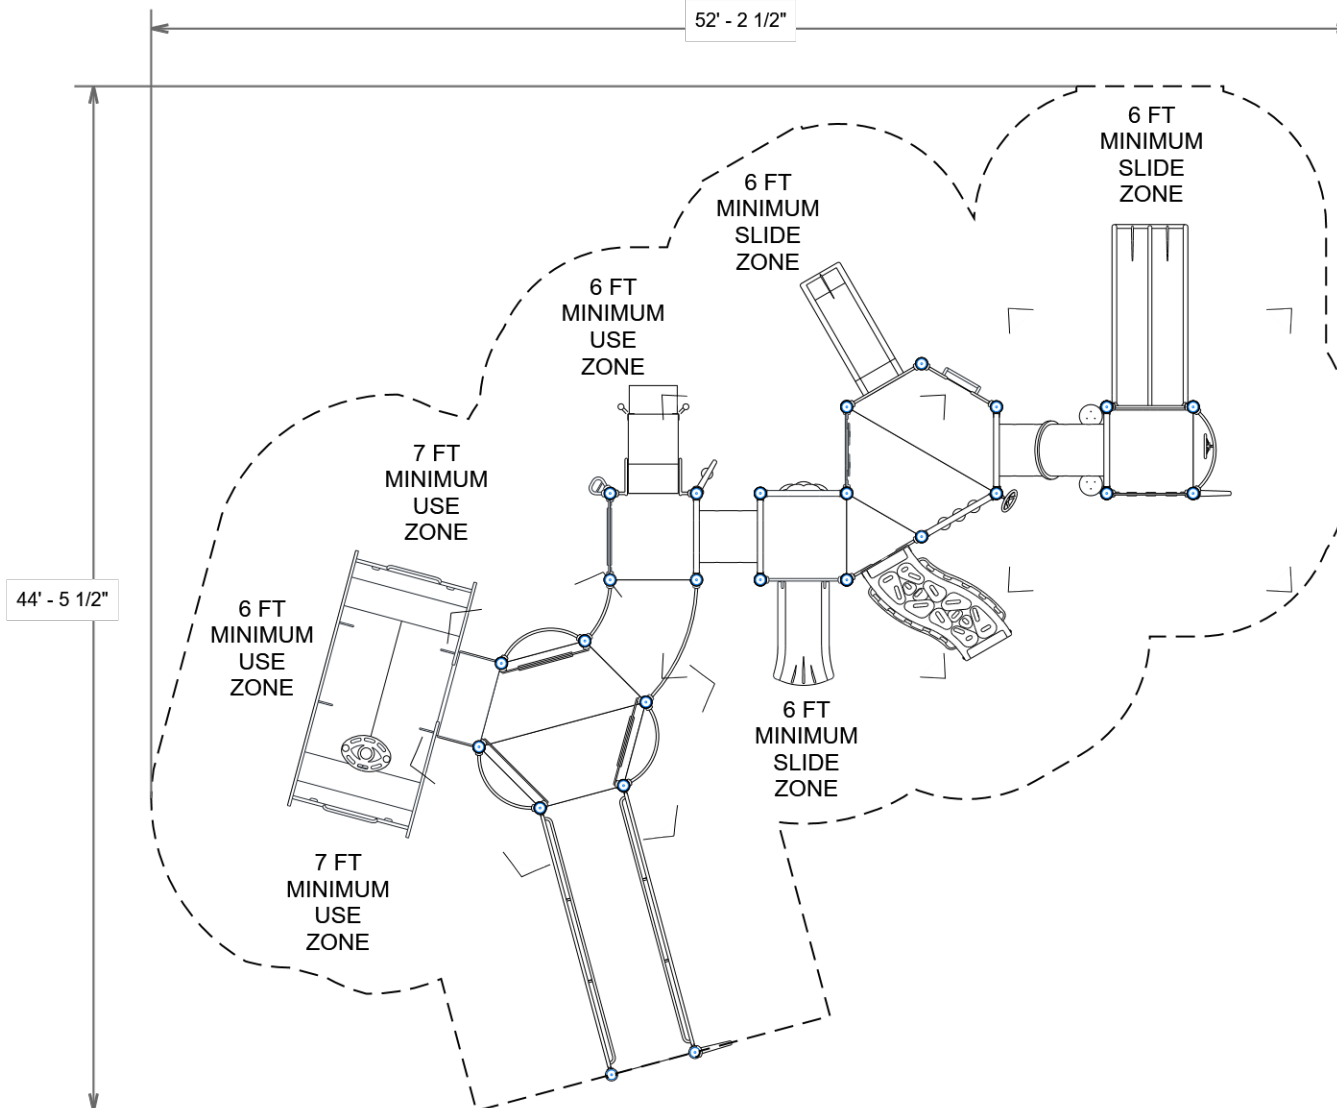 52' - 2 1/2"
6 FT
MINIMUM
SLIDE
ZONE
6 FT
MINIMUM
SLIDE
ZONE
6 FT
MINIMUM
USE
ZONE
7 FT
MINIMUM
USE
ZONE
44' - 5 1/2"
6 FT
MINIMUM
USE
ZONE
6 FT
MINIMUM
SLIDE
ZONE
7 FT
MINIMUM
USE
ZONE